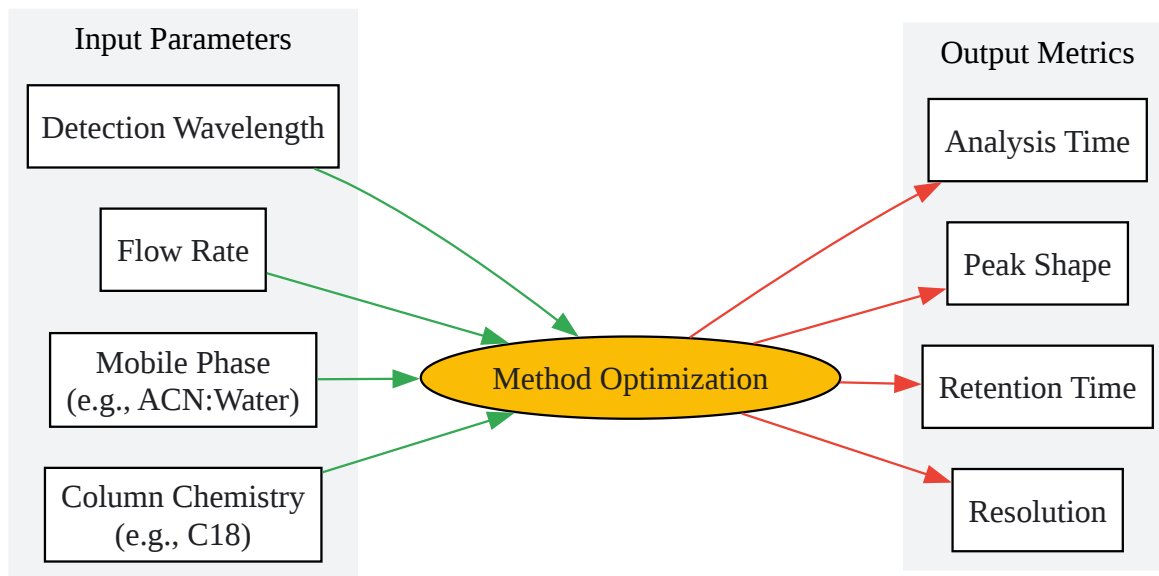 Input Parameters
Detection Wavelength
Flow Rate
Mobile Phase
(e.g., ACN:Water)
Column Chemistry
(e.g., C18)
Method Optimization
Output Metrics
Analysis Time
Peak Shape
Retention Time
Resolution